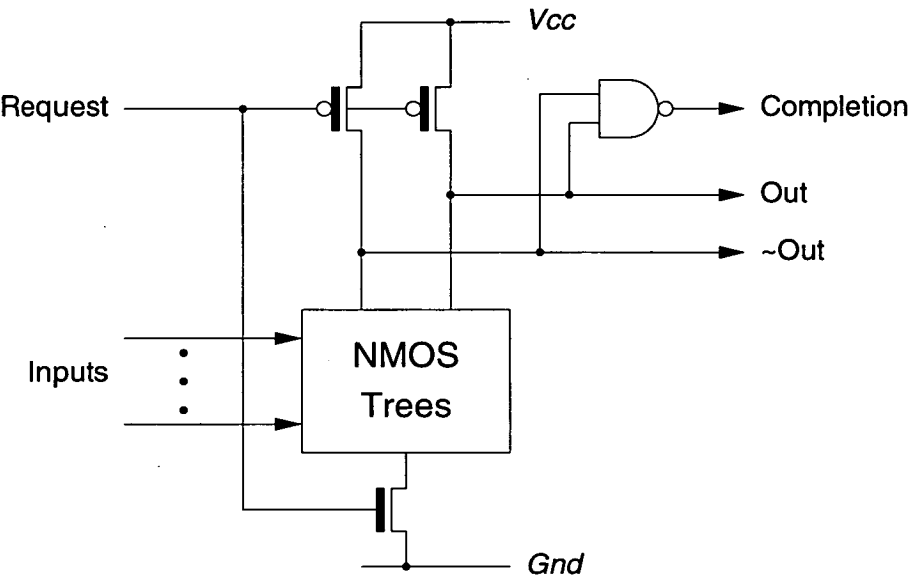 Vcc
Request
Completion
Out
~Out
NMOS
Trees
Inputs
Gnd